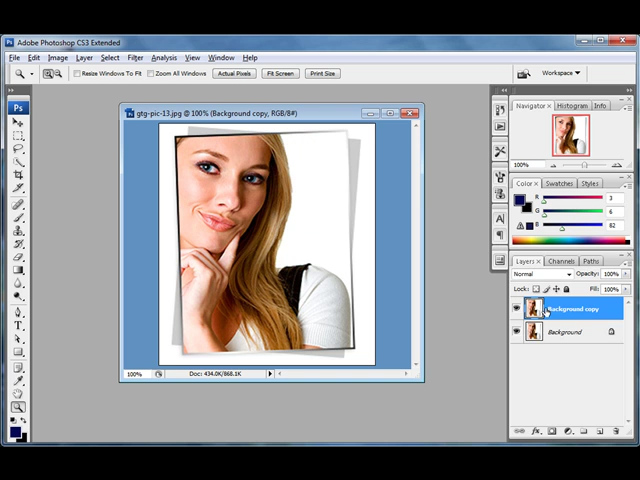 Adobe Photoshop CS3 Extended
File Edit Image Layer Select Filter Analysis View Window Help
Resize Windows To Fit Zoom All Windows Actual Pixels Fit Screen Print Size Workspace
Ps
gtg-pic-13.jpg @ 100% (Background copy, RGB/8#)
100% Doc: 434.0K/868.1K
Navigator Histogram Info
100%
Color Swatches Styles
R 3
G 6
B 82
Layers Channels Paths
Normal Opacity: 100%
Lock: Fill: 100%
Background copy
Background